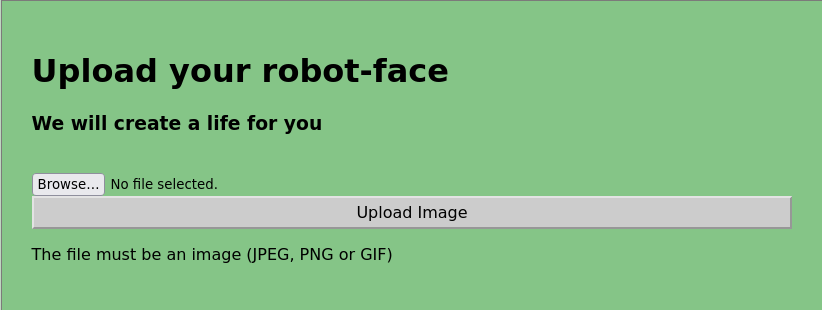 Upload your robot-face
We will create a life for you
Browse... No file selected.
Upload Image
The file must be an image (JPEG, PNG or GIF)